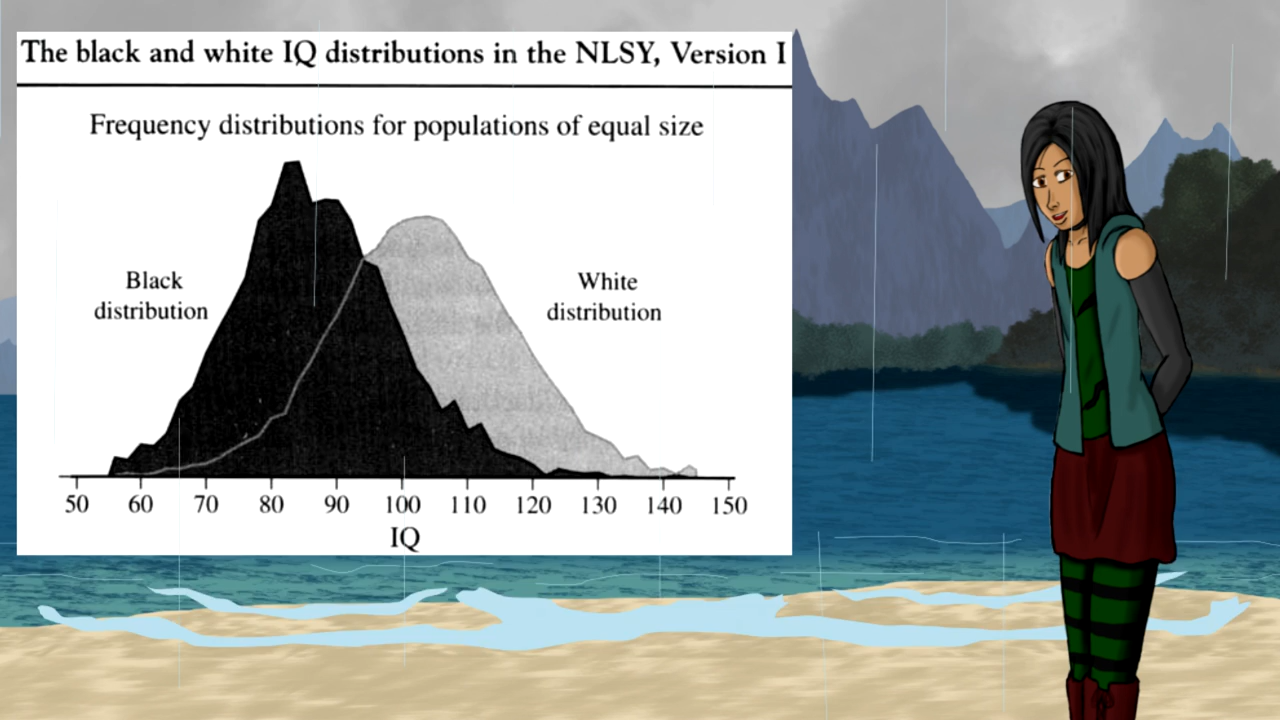 The black and white IQ distributions in the NLSY, Version I
Frequency distributions for populations of equal size
Black
distribution
White
distribution
50 60 70 80 90 100 110 120 130 140 150
IQ